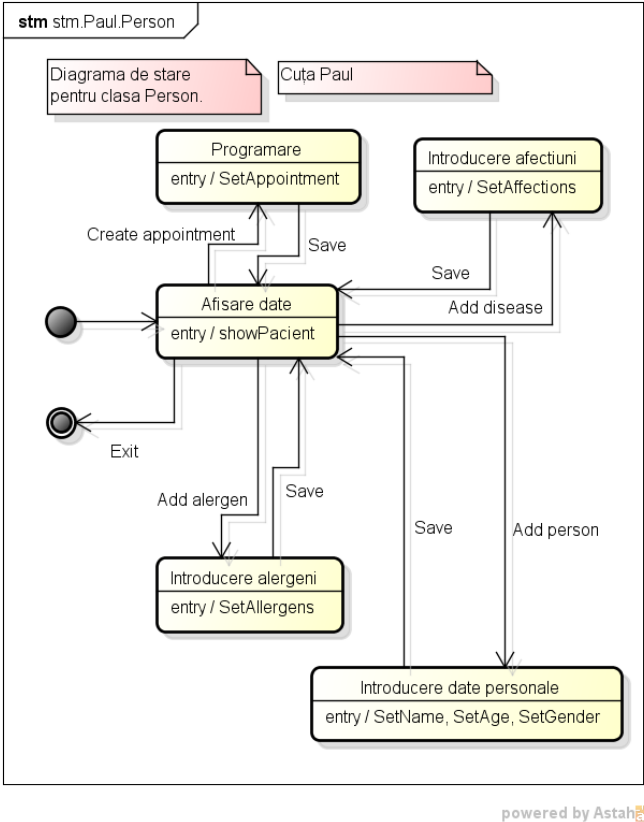 stm stm.Paul.Person
Diagrama de stare
pentru clasa Person.
Cuța Paul
Programare
entry / SetAppointment
Introducere afectiuni
entry / SetAffections
Create appointment
Save
Save
Add disease
Afisare date
entry / showPacient
Exit
Add alergen
Save
Save
Add person
Introducere alergeni
entry / SetAllergens
Introducere date personale
entry / SetName, SetAge, SetGender
powered by Astah